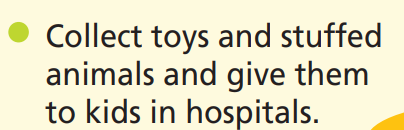 Collect toys and stuffed
animals and give them
to kids in hospitals.